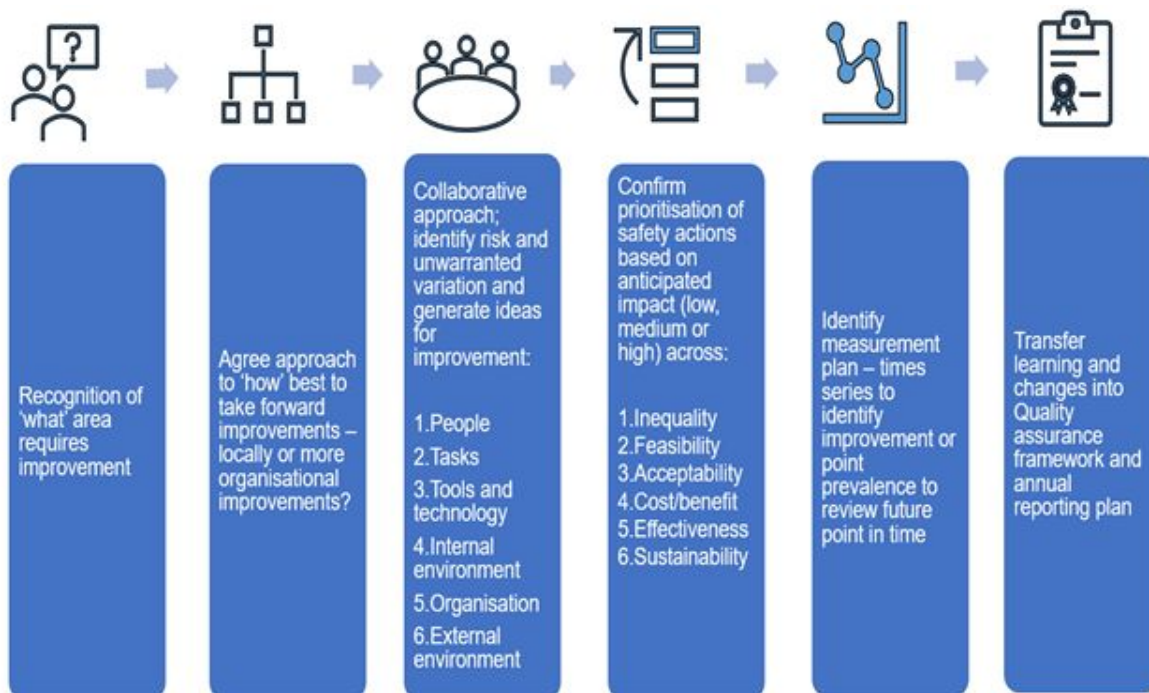 ?
Recognition of
'what' area
requires
improvement
Agree approach
to 'how' best to
take forward
improvements –
locally or more
organisational
improvements?
Collaborative
approach;
identify risk and
unwarranted
variation and
generate ideas
for
improvement:
1.People
2.Tasks
3.Tools and
technology
4.Internal
environment
5.Organisation
6.External
environment
Confirm
prioritisation of
safety actions
based on
anticipated
impact (low,
medium or
high) across:
1.Inequality
2.Feasibility
3.Acceptability
4.Cost/benefit
5.Effectiveness
6.Sustainability
Identify
measurement
plan – times
series to
identify
improvement or
point
prevalence to
review future
point in time
Transfer
learning and
changes into
Quality
assurance
framework and
annual
reporting plan